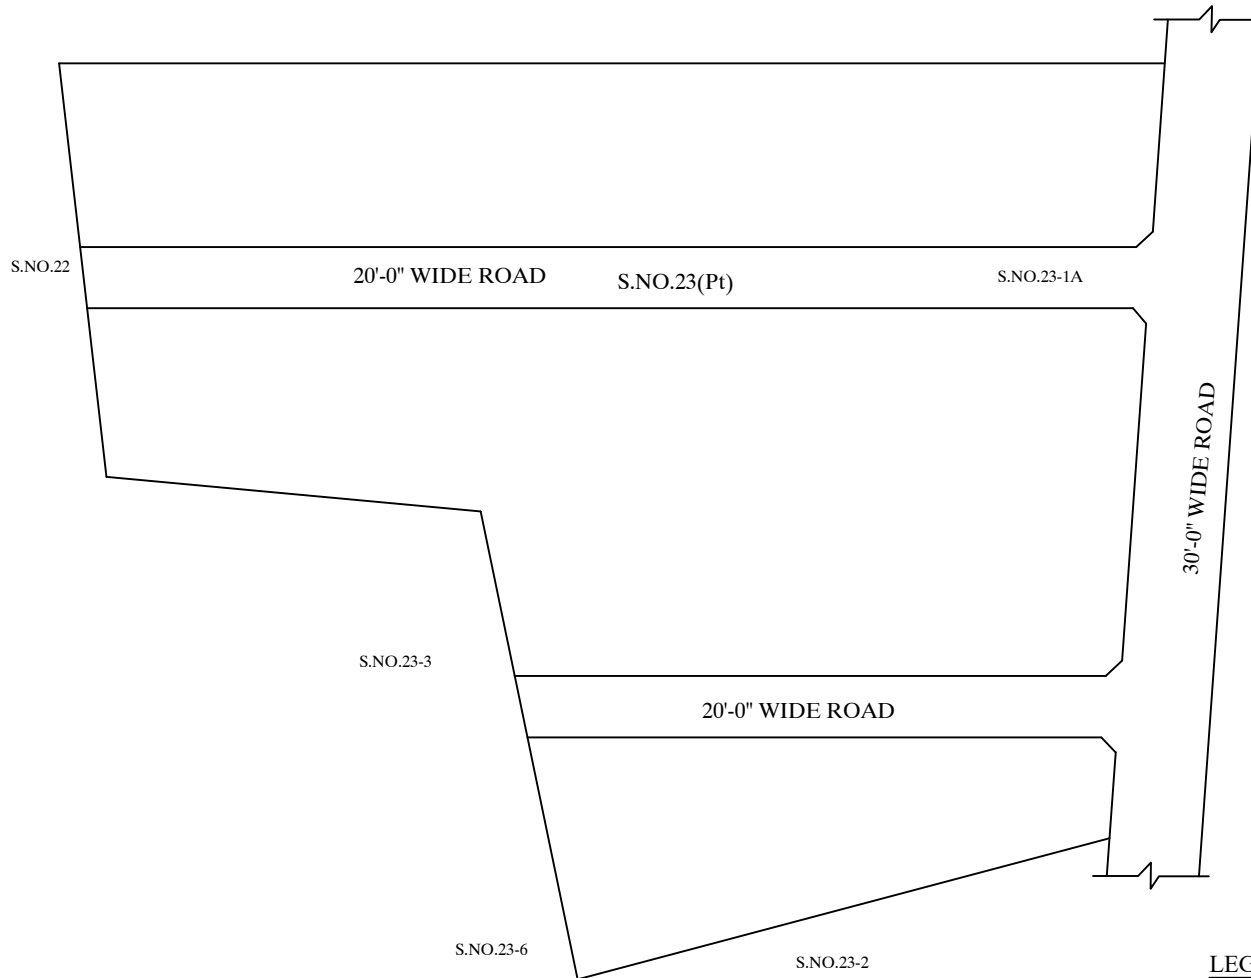 S.NO.22
20'-0" WIDE ROAD
S.NO.23(Pt)
S.NO.23-1A
30'-0" WIDE ROAD
S.NO.23-3
20'-0" WIDE ROAD
S.NO.23-6
S.NO.23-2
LEG